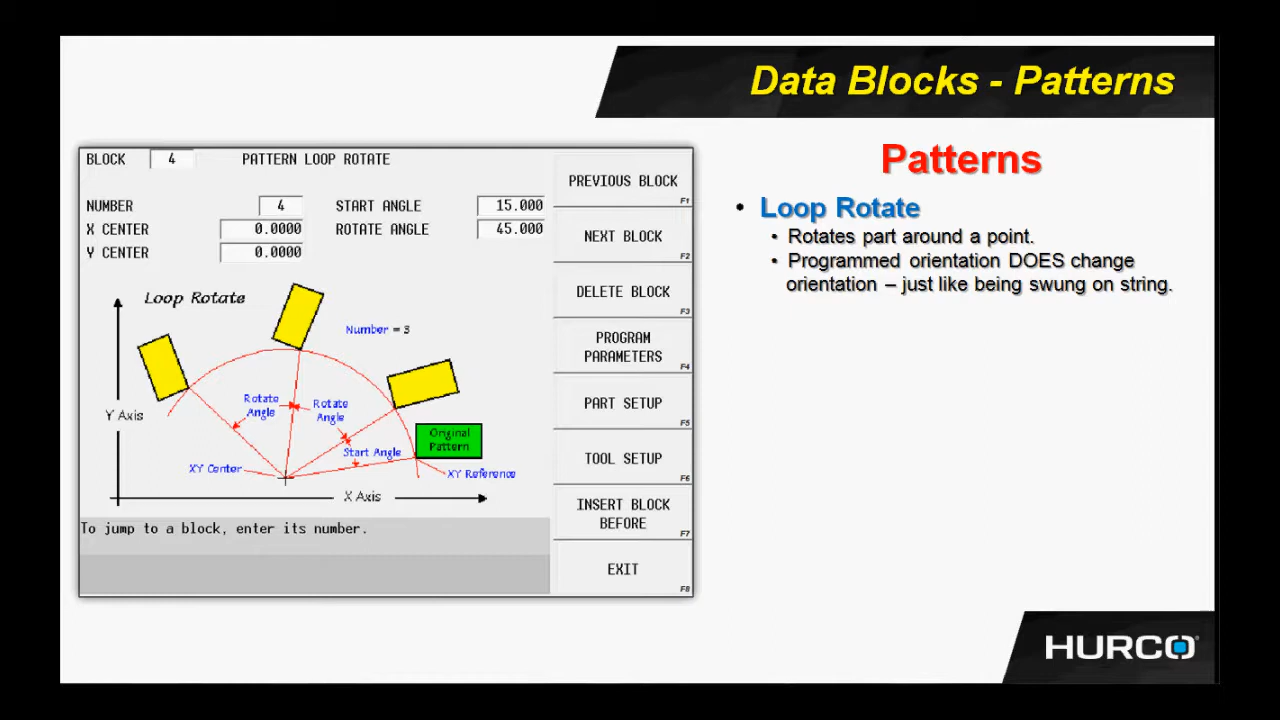 Data Blocks - Patterns
BLOCK 4 PATTERN LOOP ROTATE
NUMBER 4 START ANGLE 15.000
X CENTER 0.0000 ROTATE ANGLE 45.000
Y CENTER 0.0000
Loop Rotate
Number = 3
Rotate
Angle
Rotate
Angle
Y Axis
Original
Pattern
Start Angle
XY Center
XY Reference
X Axis
To jump to a block, enter its number.
PREVIOUS BLOCK
F1
NEXT BLOCK
F2
DELETE BLOCK
F3
PROGRAM
PARAMETERS
F4
PART SETUP
F5
TOOL SETUP
F6
INSERT BLOCK
BEFORE
F7
EXIT
F8
Patterns
• Loop Rotate
• Rotates part around a point.
• Programmed orientation DOES change
orientation – just like being swung on string.
HURCO